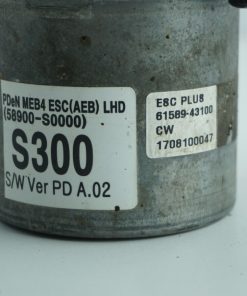 PDeN MEB4 ESC(AEB) LHD
(58900-S0000)
S300
S/W Ver PD A.02
ESC PLUS
61589-43100
CW
1708100047